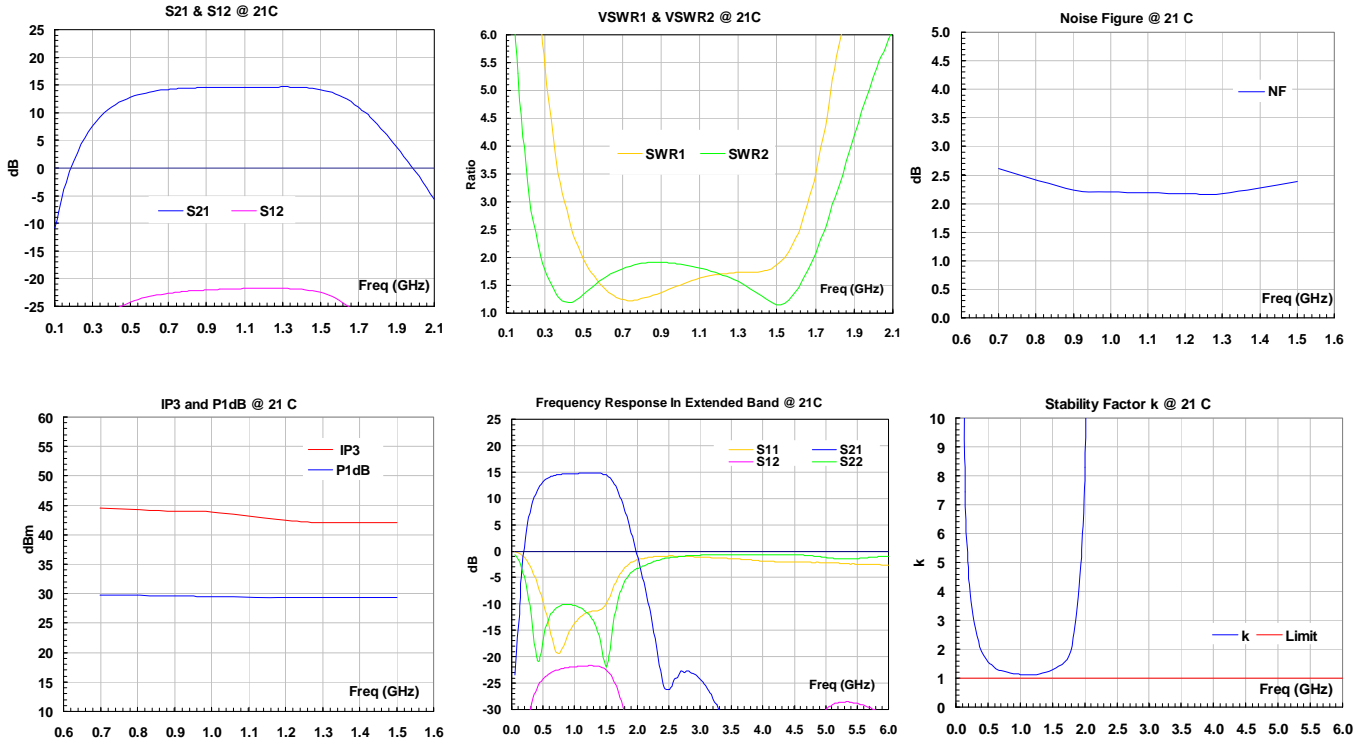 S21 & S12 @ 21C
25
20
15
10
5
0
-5
-10
-15
-20
-25
dB
S21 S12
Freq (GHz)
0.1 0.3 0.5 0.7 0.9 1.1 1.3 1.5 1.7 1.9 2.1
VSWR1 & VSWR2 @ 21C
6.0
5.5
5.0
4.5
4.0
3.5
3.0
2.5
2.0
1.5
1.0
Ratio
SWR1 SWR2
Freq (GHz)
0.1 0.3 0.5 0.7 0.9 1.1 1.3 1.5 1.7 1.9 2.1
Noise Figure @ 21 C
5.0
4.5
4.0
3.5
3.0
2.5
2.0
1.5
1.0
0.5
0.0
dB
NF
Freq (GHz)
0.6 0.7 0.8 0.9 1.0 1.1 1.2 1.3 1.4 1.5 1.6
IP3 and P1dB @ 21 C
60
55
50
45
40
35
30
25
20
15
10
dBm
IP3
P1dB
Freq (GHz)
0.6 0.7 0.8 0.9 1.0 1.1 1.2 1.3 1.4 1.5 1.6
Frequency Response In Extended Band @ 21C
25
20
15
10
5
0
-5
-10
-15
-20
-25
-30
dB
S11 S21
S12 S22
Freq (GHz)
0.0 0.5 1.0 1.5 2.0 2.5 3.0 3.5 4.0 4.5 5.0 5.5 6.0
Stability Factor k @ 21 C
10
9
8
7
6
5
4
3
2
1
0
k
k Limit
Freq (GHz)
0.0 0.5 1.0 1.5 2.0 2.5 3.0 3.5 4.0 4.5 5.0 5.5 6.0